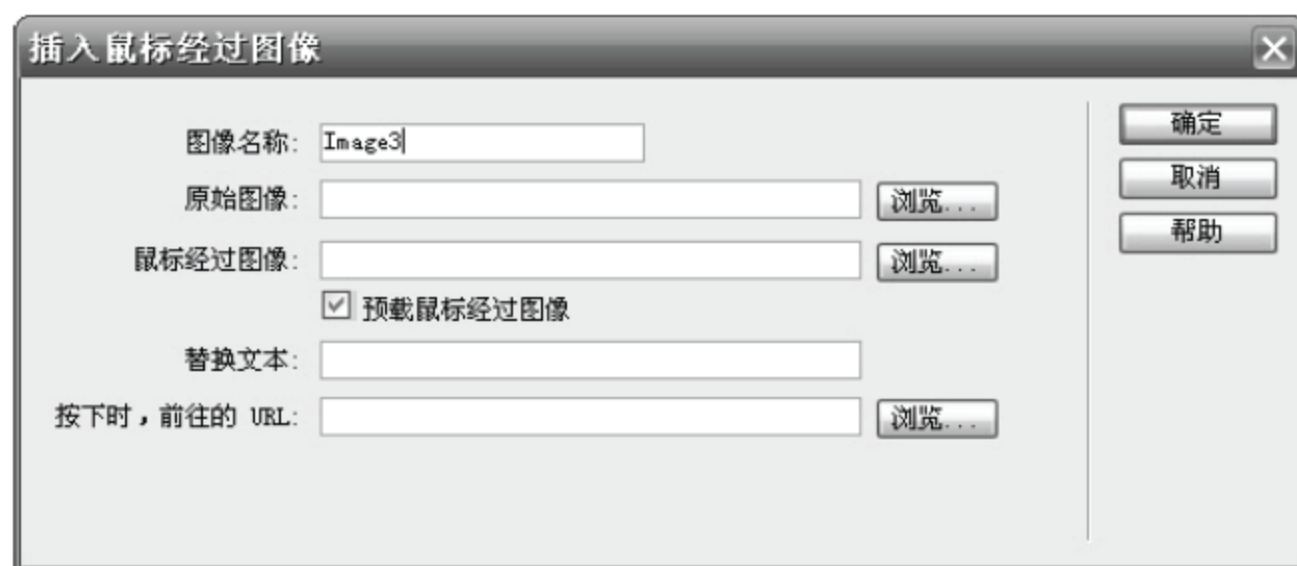 插入鼠标经过图像
图像名称: Image3
确定
原始图像: 浏览...
取消
鼠标经过图像: 浏览...
帮助
预载鼠标经过图像
替换文本:
按下时，前往的 URL: 浏览...